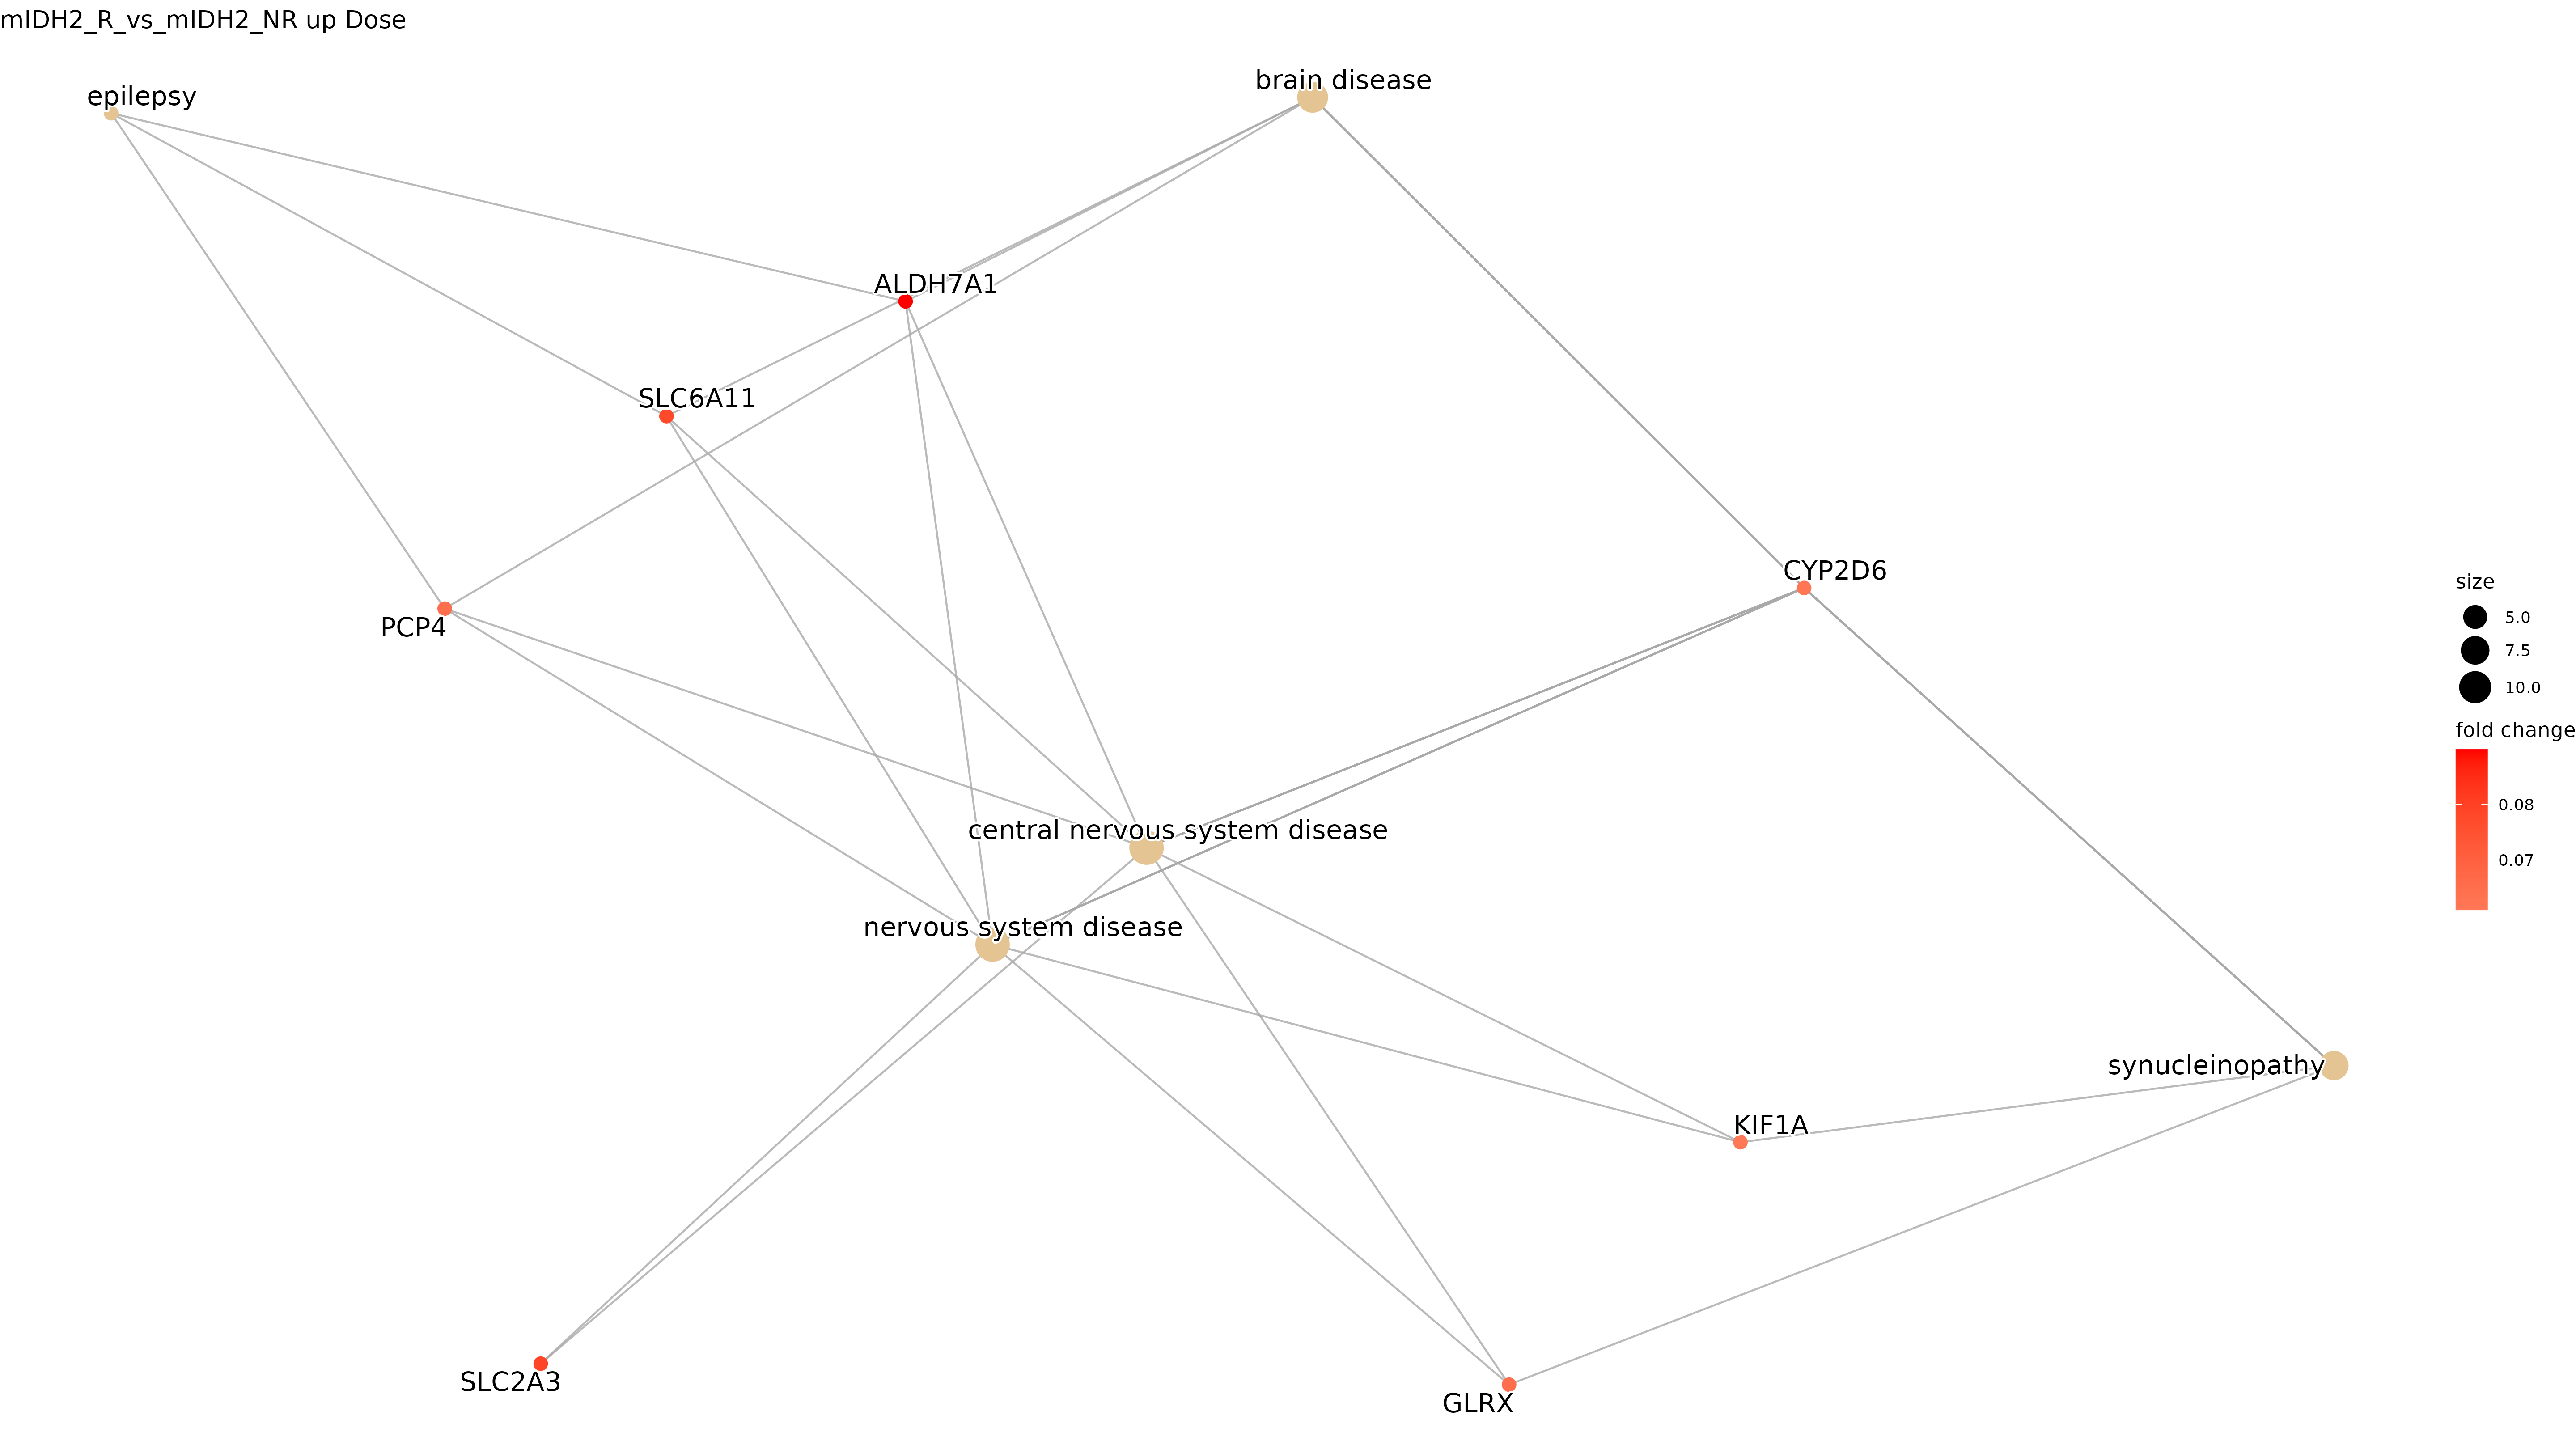 mIDH2_R_vs_mIDH2_NR up Dose
brain disease
epilepsy
ALDH7A1
SLC6A11
CYP2D6
PCP4
central nervous system disease
nervous system disease
synucleinopathy
KIF1A
SLC2A3
GLRX
size
5.0
7.5
10.0
fold change
0.08
0.07